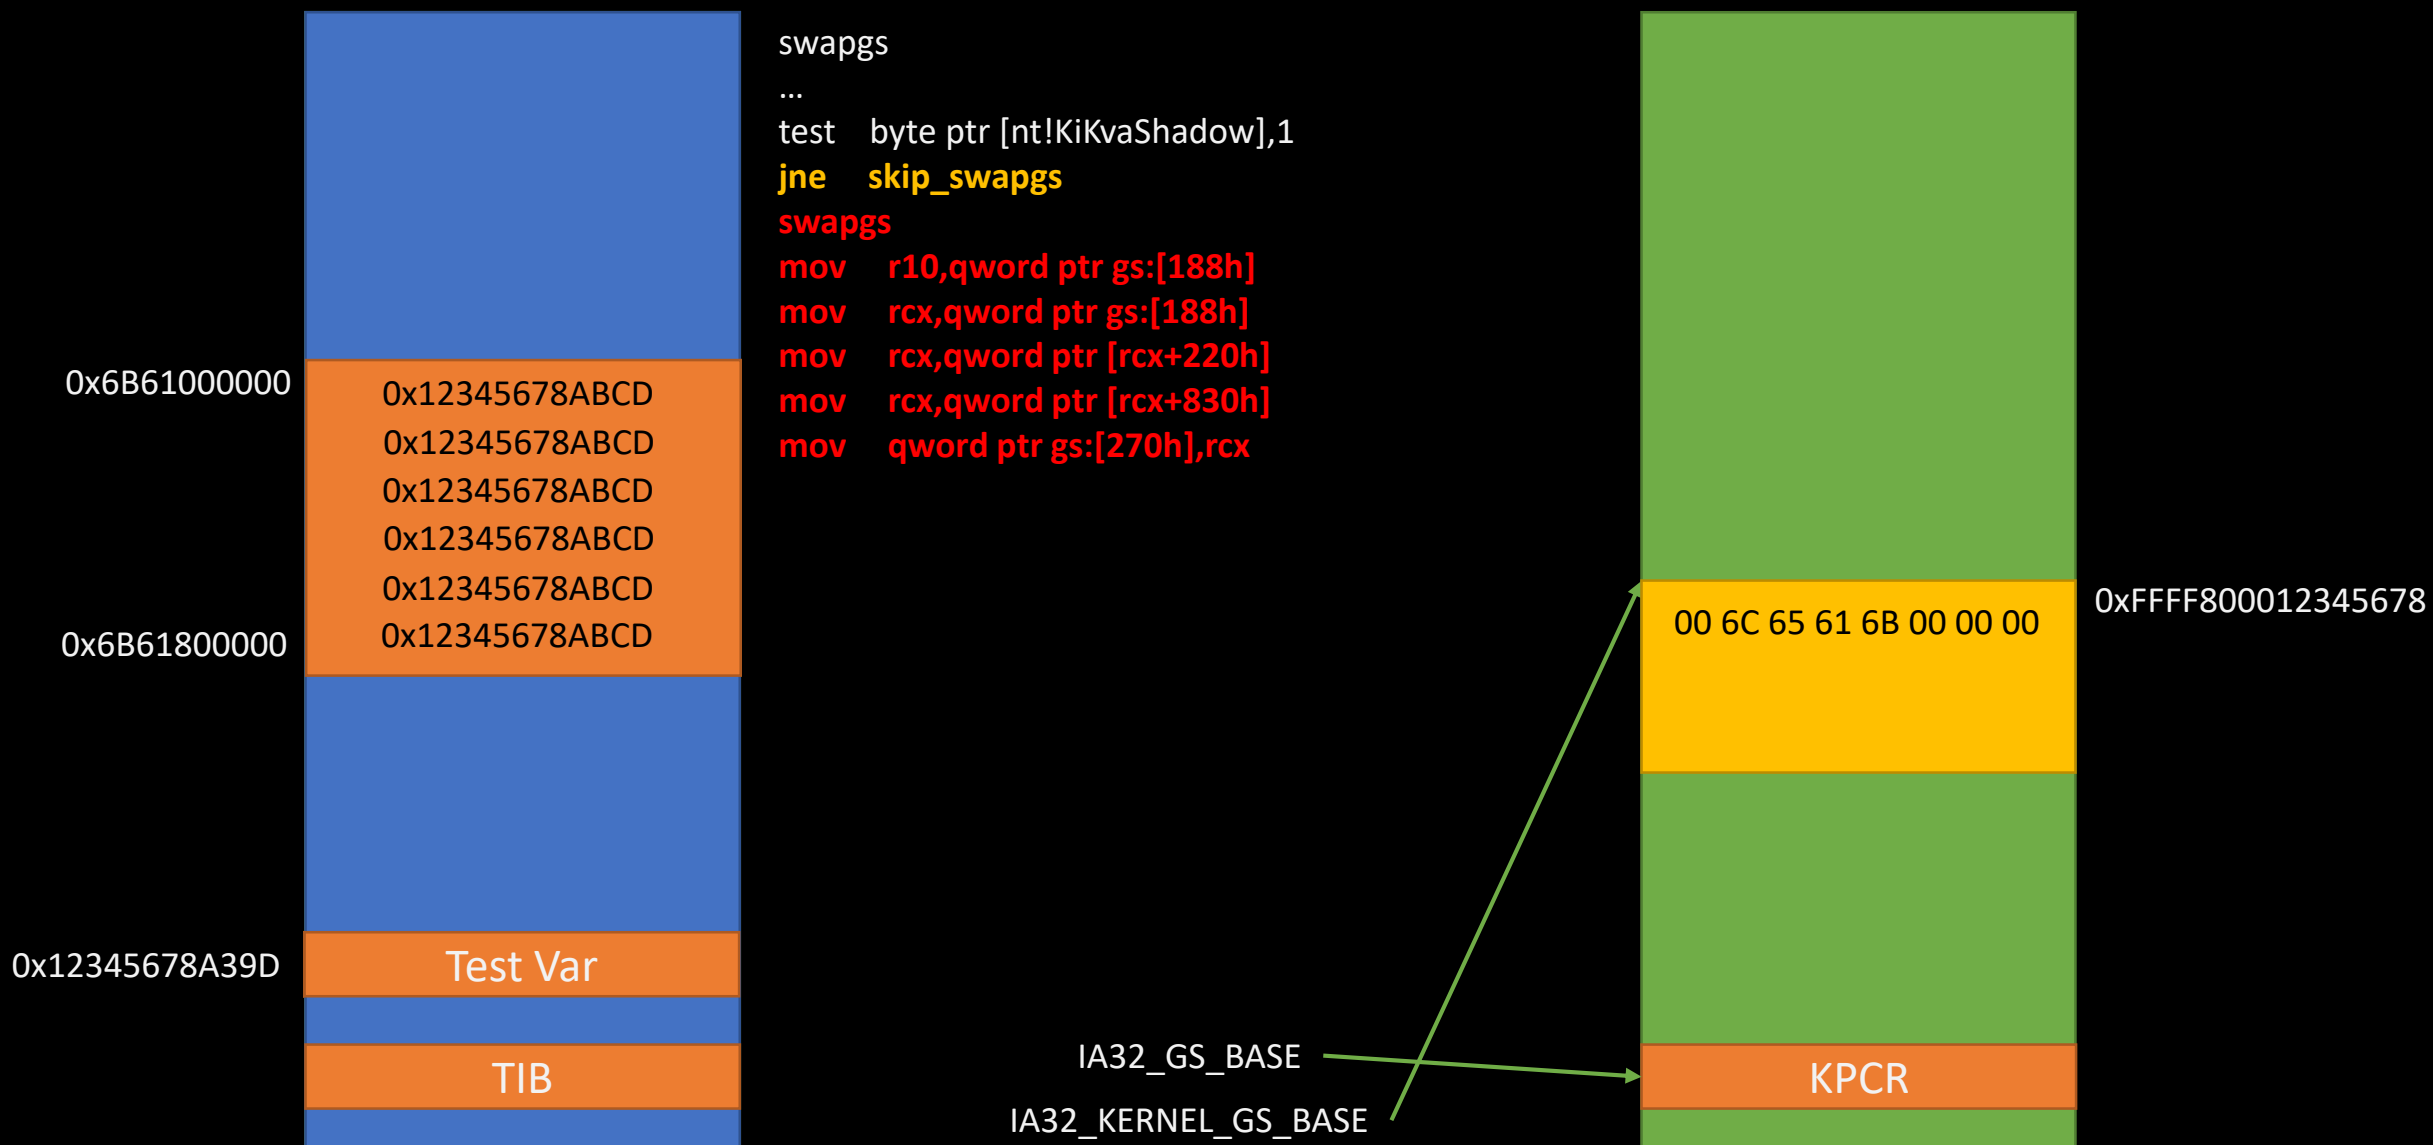 swapgs
...
test byte ptr [nt!KiKvaShadow],1
jne skip_swapgs
swapgs
mov r10,qword ptr gs:[188h]
mov rcx,qword ptr gs:[188h]
mov rcx,qword ptr [rcx+220h]
mov rcx,qword ptr [rcx+830h]
mov qword ptr gs:[270h],rcx
0x6B61000000
0x12345678ABCD
0x12345678ABCD
0x12345678ABCD
0x12345678ABCD
0x12345678ABCD
0x12345678ABCD
0x6B61800000
0xFFFF800012345678
00 6C 65 61 6B 00 00 00
0x12345678A39D
Test Var
TIB
IA32_GS_BASE
KPCR
IA32_KERNEL_GS_BASE